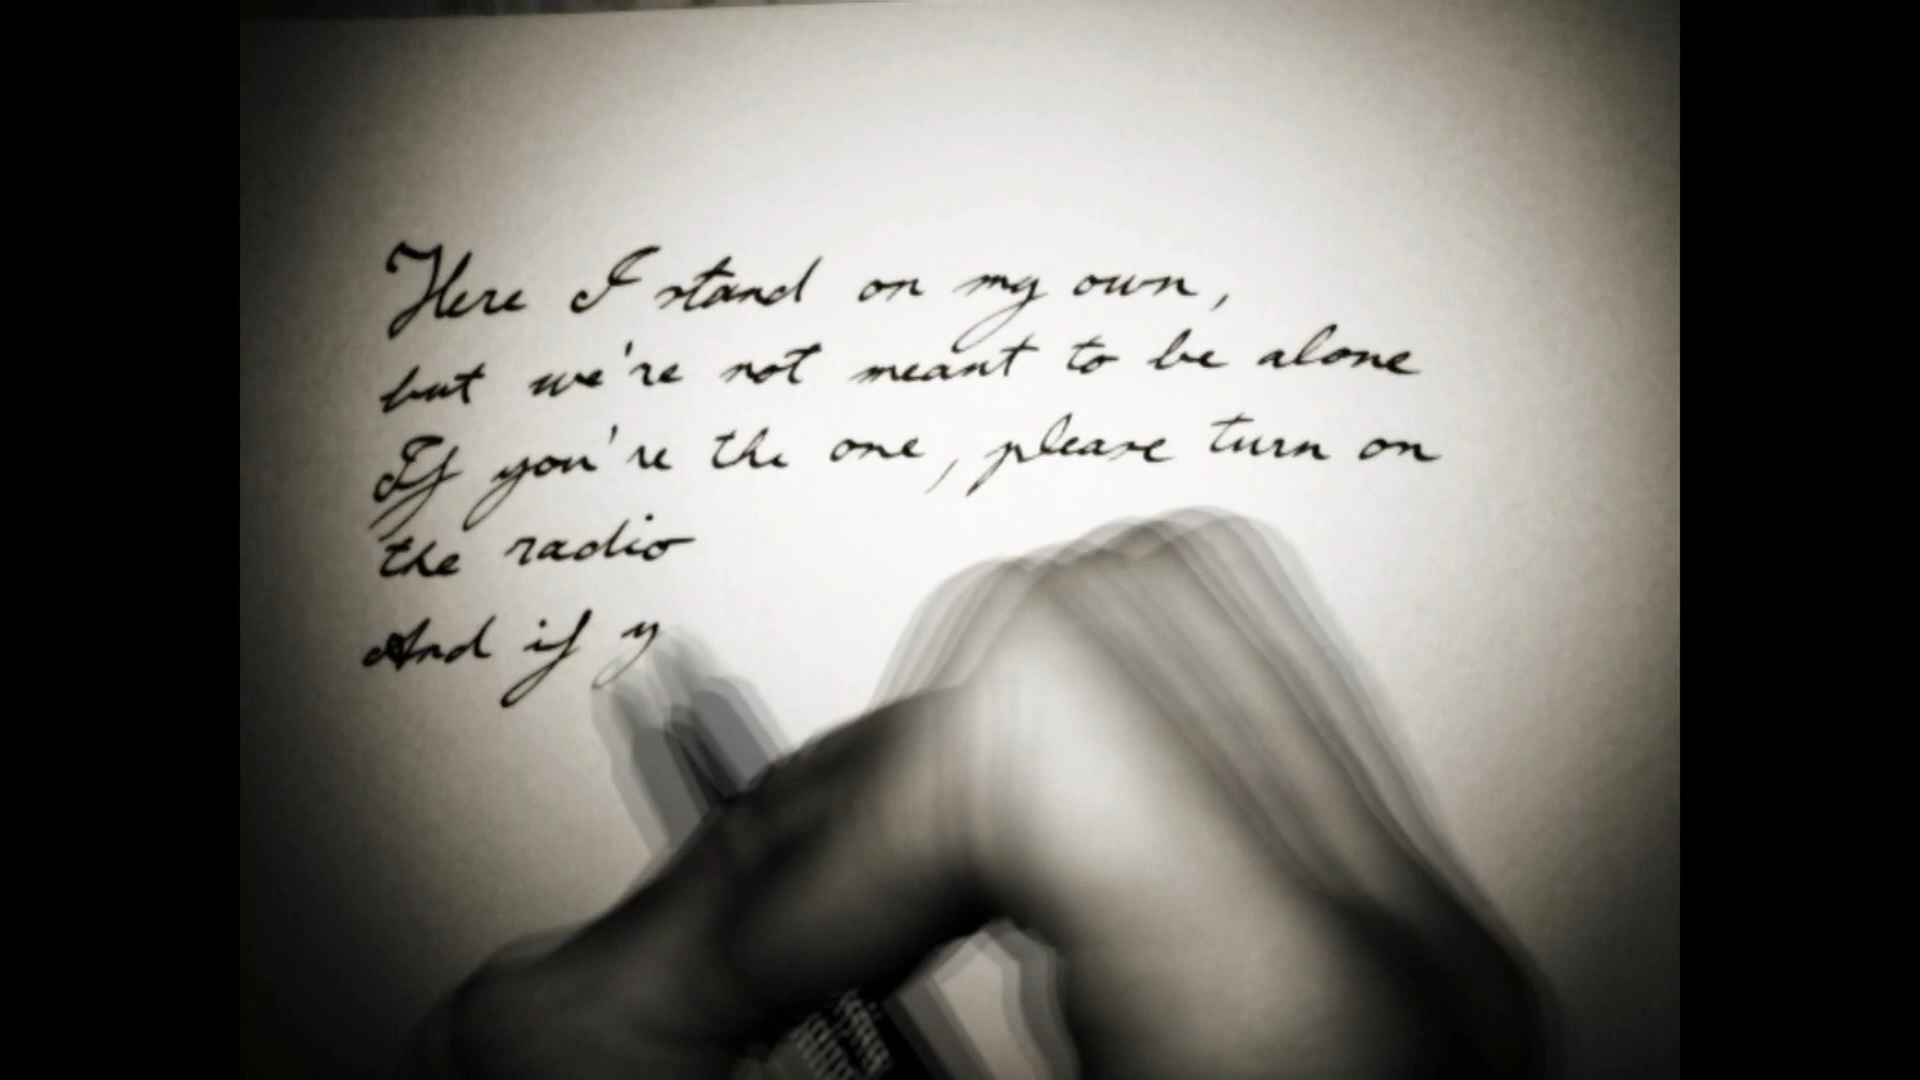 Here I stand on my own,
but we're not meant to be alone
If you're the one, please turn on
the radio
And if y